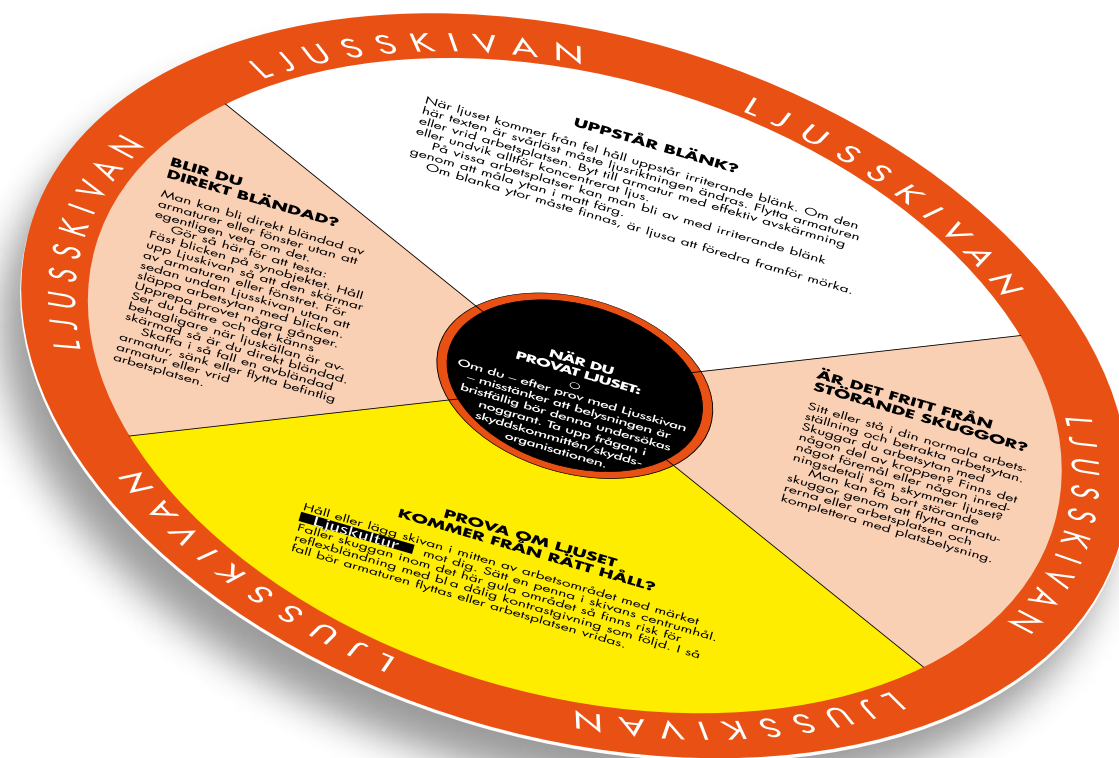 LJUSSKIVAN
LJUSSKIVAN
LJUSSKIVAN
LJUSSKIVAN
LJUSSKIVAN
LJUSSKIVAN
LJUSSKIVAN
LJUSSKIVAN
UPPSTÅR BLÄNK?
När ljuset kommer från fel håll uppstår irriterande blänk. Om den
här texten är svårläst måste ljusriktningen ändras. Flytta armaturen
eller vrid arbetsplatsen. Byt till armatur med effektiv avskärmning
eller undvik alltför koncentrerat ljus.
På vissa arbetsplatser kan man bli av med irriterande blänk
genom att måla ytan i matt färg.
Om blanka ytor måste finnas, är ljusa att föredra framför mörka.
BLIR DU
DIREKT BLÄNDAD?
Man kan bli direkt bländad av
armaturer eller fönster utan att
egentligen veta om det.
Gör så här för att testa:
Fäst blicken på synobjektet. Håll
upp Ljuskivan så att den skärmar
av armaturen eller fönstret. För
sedan undan Ljusskivan utan att
släppa arbetsytan med blicken.
Upprepa provet några gånger.
Ser du bättre och det känns
behagligare när ljuskällan är av-
skärmad så är du direkt bländad.
Skaffa i så fall en avbländad
armatur, sänk eller flytta befintlig
armatur eller vrid
arbetsplatsen.
NÄR DU
PROVAT LJUSET:
Om du – efter prov med Ljusskivan
– misstänker att belysningen är
bristfällig bör denna undersökas
noggrant. Ta upp frågan i
skyddskommittén/skydds-
organisationen.
ÄR DET FRITT FRÅN
STÖRANDE SKUGGOR?
Sitt eller stå i din normala arbets-
ställning och betrakta arbetsytan.
Skuggar du arbetsytan med
någon del av kroppen? Finns det
något föremål eller någon inred-
ningsdetalj som skymmer ljuset?
Man kan få bort störande
skuggor genom att flytta armatu-
rerna eller arbetsplatsen och
komplettera med platsbelysning.
PROVA OM LJUSET
KOMMER FRÅN RÄTT HÅLL?
Håll eller lägg skivan i mitten av arbetsområdet med märket
Ljuskultur mot dig. Sätt en penna i skivans centrumhål.
Faller skuggan inom det här gula området så finns risk för
reflexbländning med bl a dålig kontrastgivning som följd. I så
fall bör armaturen flyttas eller arbetsplatsen vridas.